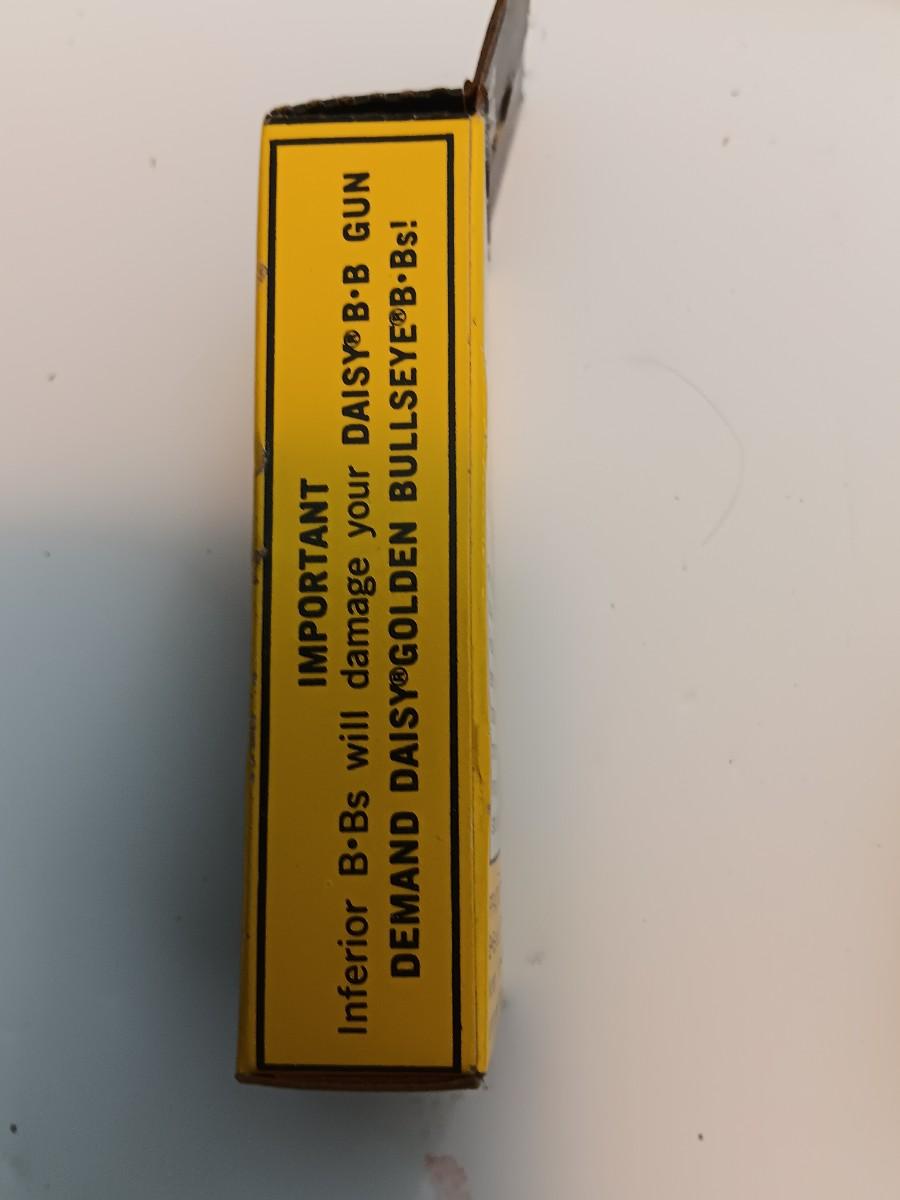 IMPORTANT
Inferior B•Bs will damage your DAISY® B•B GUN
DEMAND DAISY® GOLDEN BULLSEYE® B•Bs!